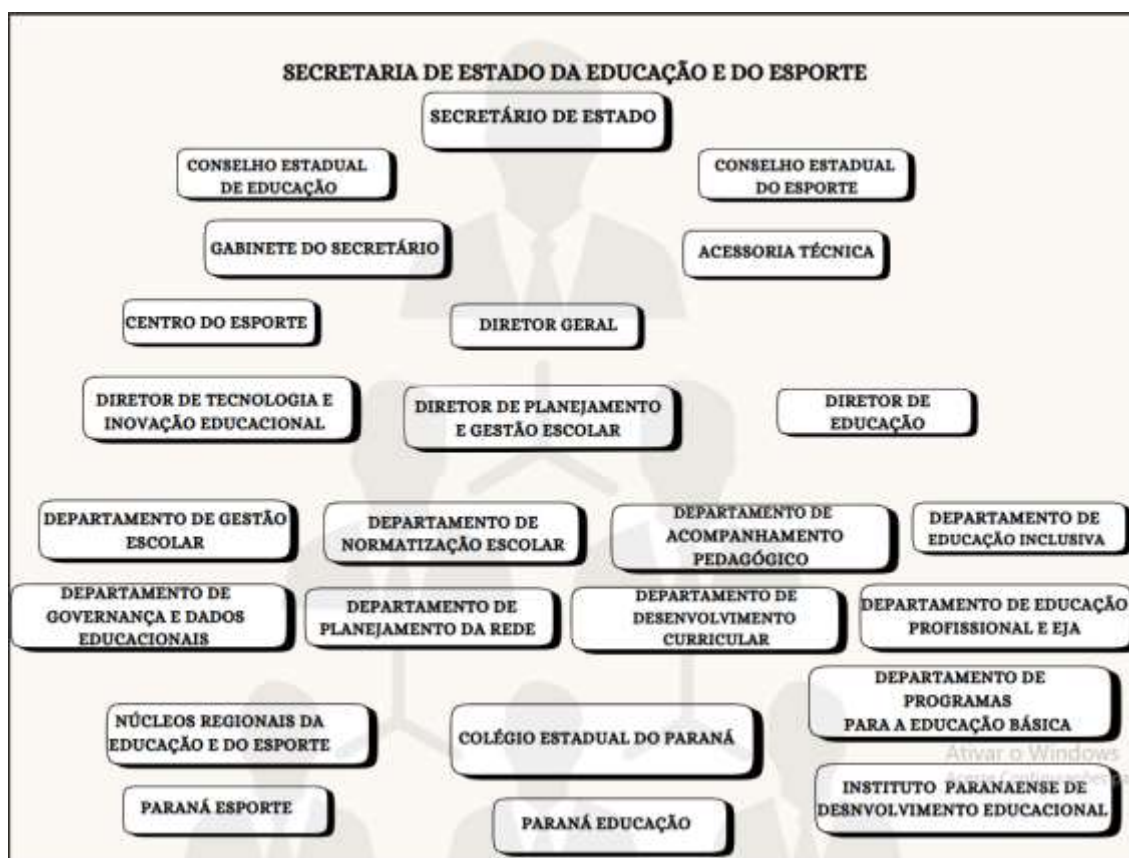 SECRETARIA DE ESTADO DA EDUCAÇÃO E DO ESPORTE
SECRETÁRIO DE ESTADO
CONSELHO ESTADUAL
DE EDUCAÇÃO
CONSELHO ESTADUAL
DO ESPORTE
GABINETE DO SECRETÁRIO
ACESSORIA TÉCNICA
CENTRO DO ESPORTE
DIRETOR GERAL
DIRETOR DE TECNOLOGIA E
INOVAÇÃO EDUCACIONAL
DIRETOR DE PLANEJAMENTO
E GESTÃO ESCOLAR
DIRETOR DE
EDUCAÇÃO
DEPARTAMENTO DE GESTÃO
ESCOLAR
DEPARTAMENTO DE
NORMATIZAÇÃO ESCOLAR
DEPARTAMENTO DE
ACOMPANHAMENTO
PEDAGÓGICO
DEPARTAMENTO DE
EDUCAÇÃO INCLUSIVA
DEPARTAMENTO DE
GOVERNANÇA E DADOS
EDUCACIONAIS
DEPARTAMENTO DE
PLANEJAMENTO DA REDE
DEPARTAMENTO DE
DESENVOLVIMENTO
CURRICULAR
DEPARTAMENTO DE EDUCAÇÃO
PROFISSIONAL E EJA
DEPARTAMENTO DE
PROGRAMAS
PARA A EDUCAÇÃO BÁSICA
NÚCLEOS REGIONAIS DA
EDUCAÇÃO E DO ESPORTE
COLÉGIO ESTADUAL DO PARANÁ
Ativar o Windows
INSTITUTO PARANAENSE DE
DESNVOLVIMENTO EDUCACIONAL
PARANÁ ESPORTE
PARANÁ EDUCAÇÃO